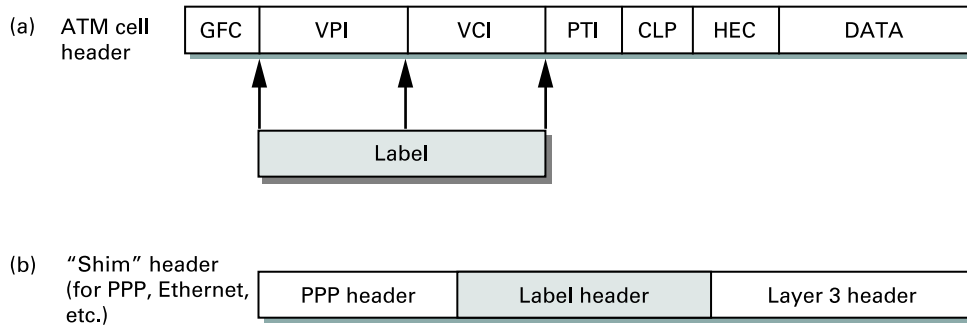 (a) ATM cell header
GFC VPI VCI PTI CLP HEC DATA
Label
(b) “Shim” header
(for PPP, Ethernet,
etc.)
PPP header Label header Layer 3 header